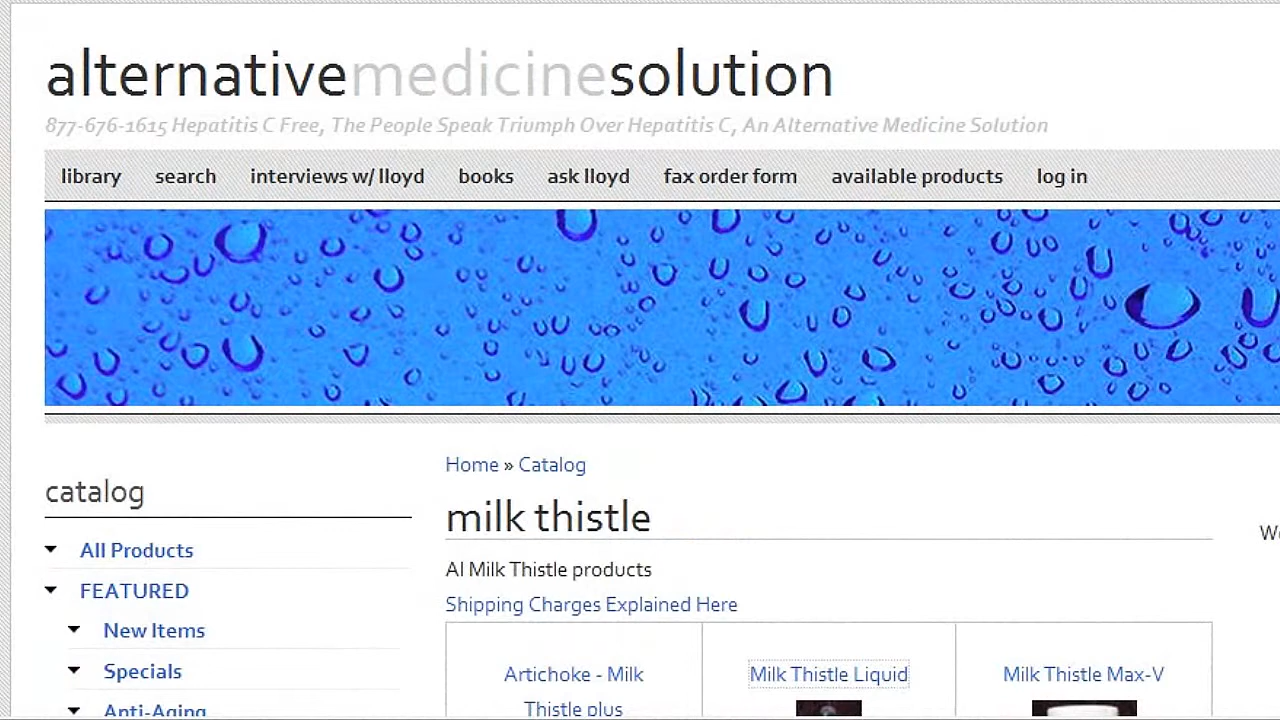 alternativemedicinesolution
877-676-1615 Hepatitis C Free, The People Speak Triumph Over Hepatitis C, An Alternative Medicine Solution
library search interviews w/ lloyd books ask lloyd fax order form available products log in
Home » Catalog
catalog
milk thistle
All Products
Al Milk Thistle products
FEATURED
Shipping Charges Explained Here
New Items
Specials
Anti-Aging
Artichoke - Milk
Thistle plus
Milk Thistle Liquid
Milk Thistle Max-V